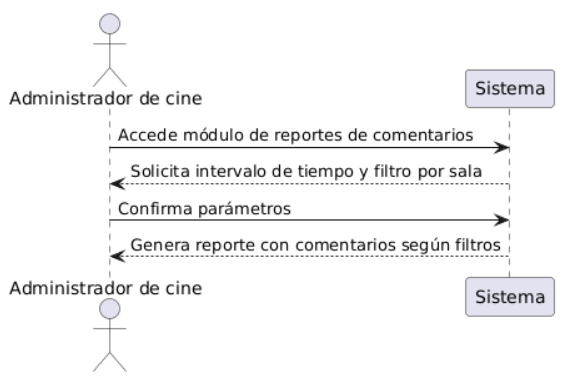 Administrador de cine
Sistema
Accede módulo de reportes de comentarios
Solicita intervalo de tiempo y filtro por sala
Confirma parámetros
Genera reporte con comentarios según filtros
Administrador de cine
Sistema